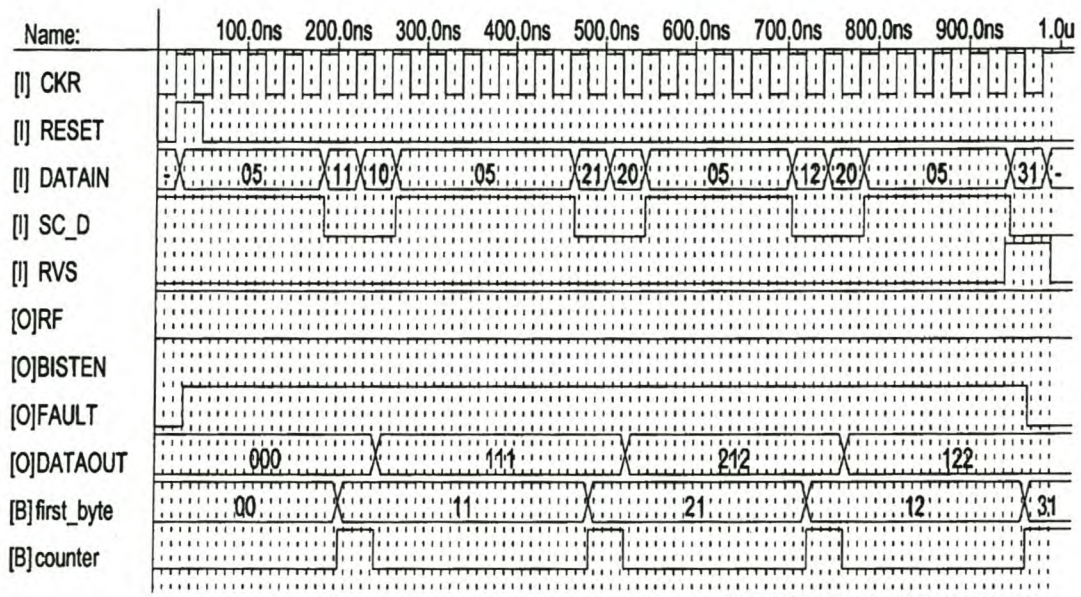 Name: 100.0ns 200.0ns 300.0ns 400.0ns 500.0ns 600.0ns 700.0ns 800.0ns 900.0ns 1.0u
[I] CKR
[I] RESET
[I] DATAIN - 05 11 10 05 21 20 05 12 20 05 31 -
[I] SC_D
[I] RVS
[O]RF
[O]BISTEN
[O]FAULT
[O]DATAOUT 000 111 212 122
[B]first_byte 00 11 21 12 31
[B]counter